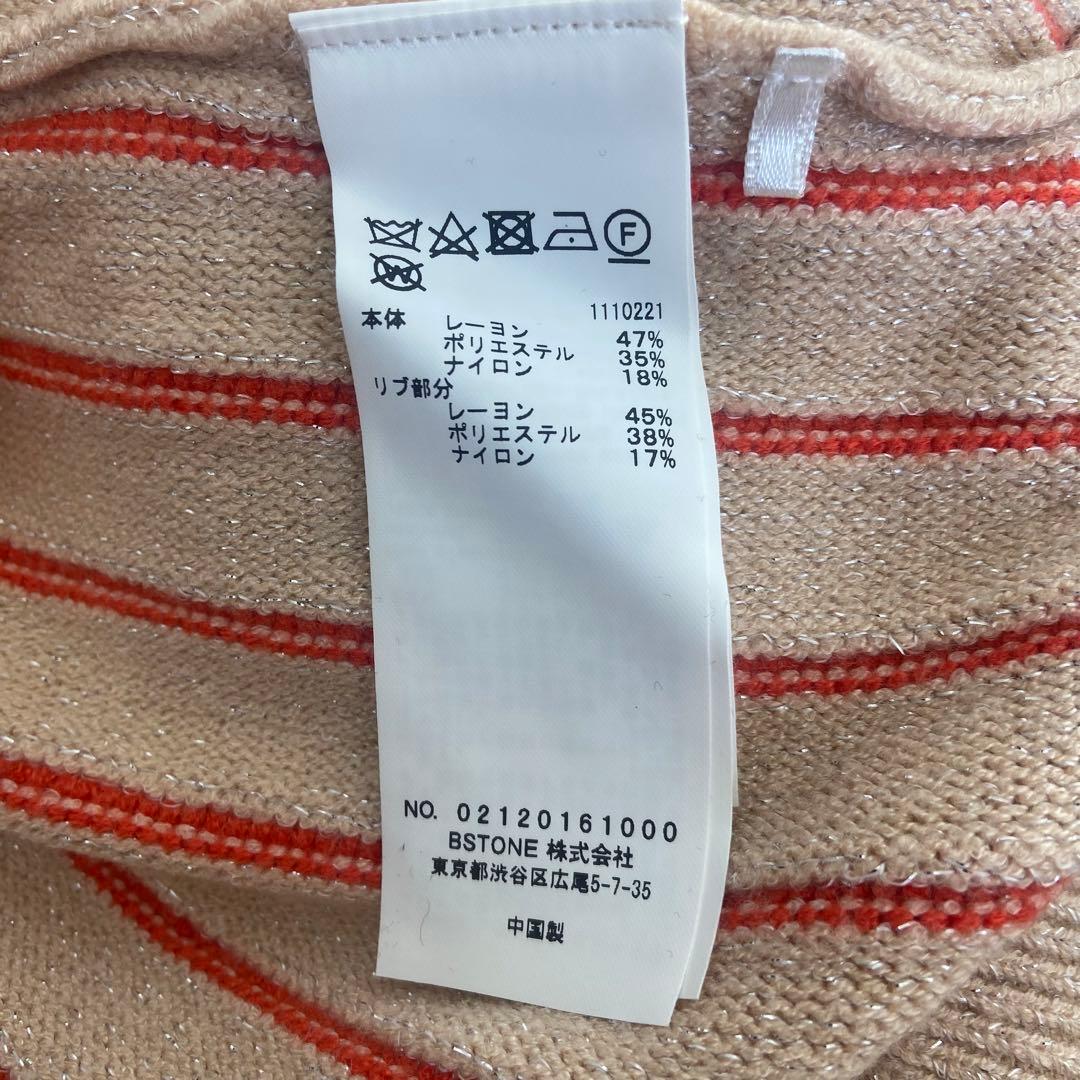 F
W
1110221
本体 レーヨン 47%
ポリエステル 35%
ナイロン 18%
リブ部分
レーヨン 45%
ポリエステル 38%
ナイロン 17%
NO. 02120161000
BSTONE 株式会社
東京都渋谷区広尾5-7-35
中国製